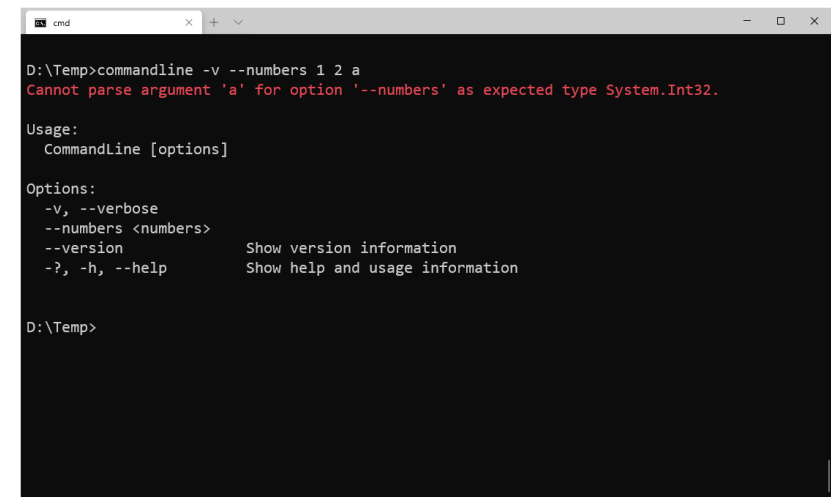 cmd
D:\Temp>commandline -v --numbers 1 2 a
Cannot parse argument 'a' for option '--numbers' as expected type System.Int32.
Usage:
CommandLine [options]
Options:
-v, --verbose
--numbers <numbers>
--version Show version information
-?, -h, --help Show help and usage information
D:\Temp>